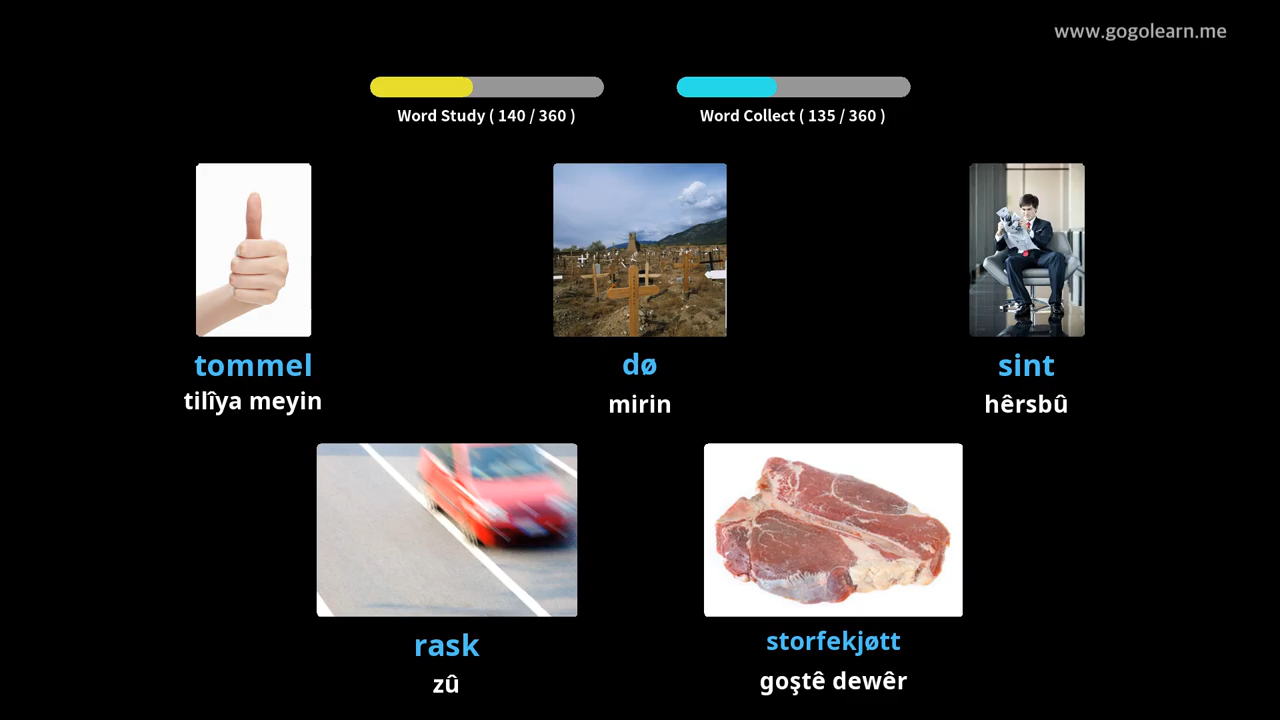 www.gogolearn.me
Word Study ( 140 / 360 )
Word Collect ( 135 / 360 )
tommel
tilîya meyin
dø
mirin
sint
hêrsbû
rask
zû
storfekjøtt
goştê dewêr